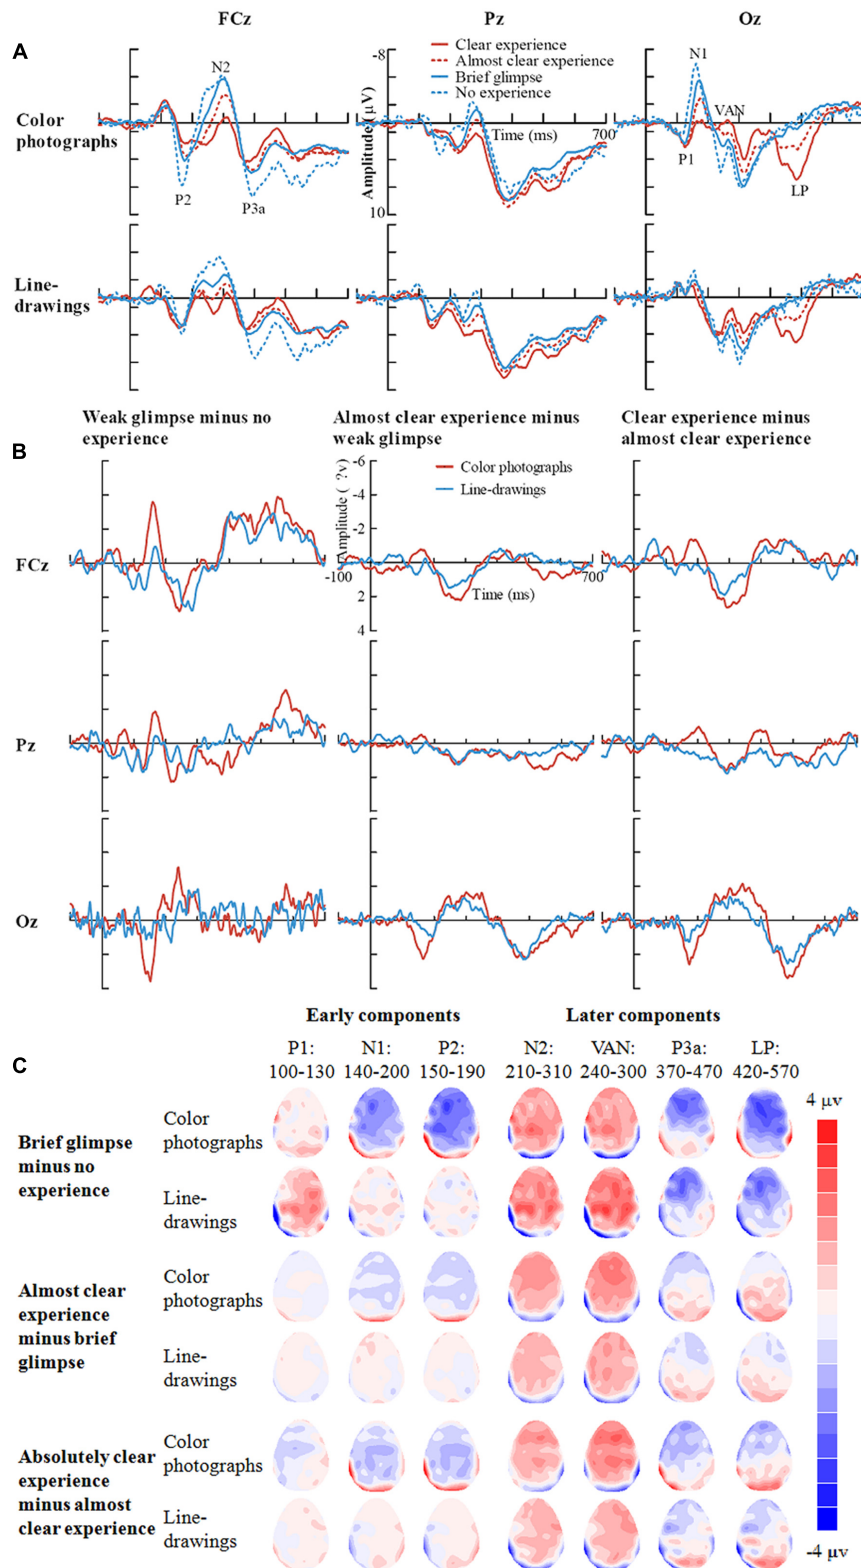 FCz Pz Oz
A
-8
Clear experience
Almost clear experience
Brief glimpse
No experience
N2
N1
VAN
Color
photographs
Amplitude (μV)
Time (ms) 700
P1
P2
P3a
LP
10
Line-
drawings
Weak glimpse minus no
experience
Almost clear experience minus
weak glimpse
Clear experience minus
almost clear experience
B
-6
Color photographs
-4
Line-drawings
-2
Amplitude ( ?v)
FCz
-100
700
2
Time (ms)
4
Pz
Oz
Early components Later components
C
P1: N1: P2: N2: VAN: P3a: LP:
100-130 140-200 150-190 210-310 240-300 370-470 420-570
4 μv
Brief glimpse
minus no
experience
Color
photographs
Line-
drawings
Almost clear
experience
minus brief
glimpse
Color
photographs
Line-
drawings
Absolutely clear
experience
minus almost
clear experience
Color
photographs
Line-
drawings
-4 μv